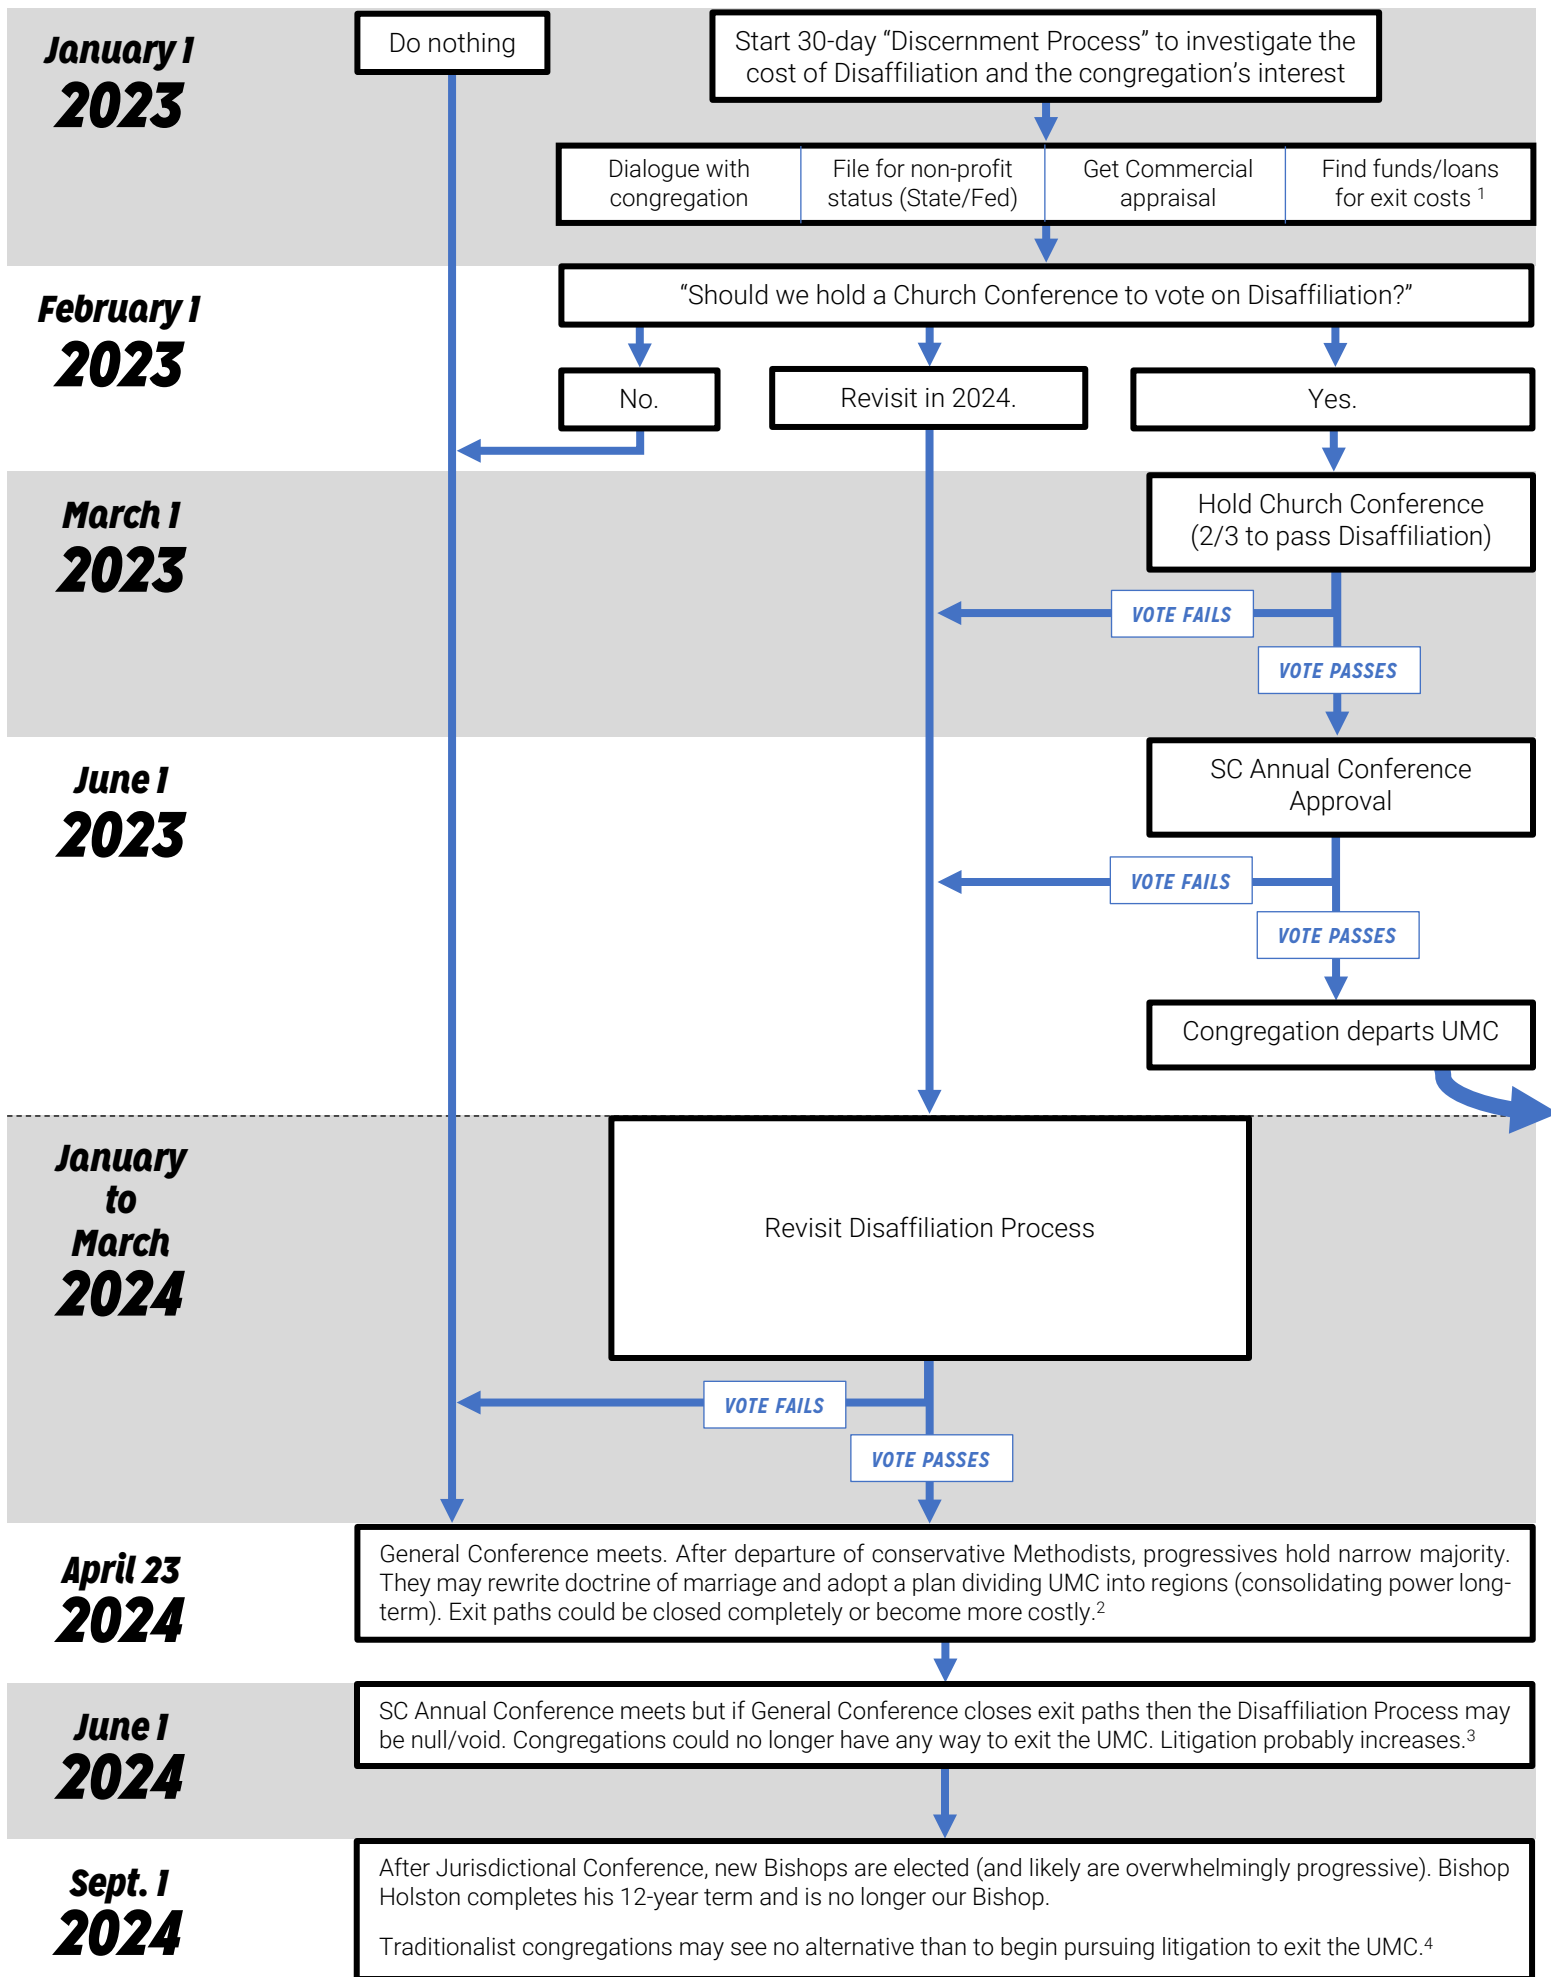 January 1
2023
Do nothing
Start 30-day “Discernment Process” to investigate the
cost of Disaffiliation and the congregation’s interest
Dialogue with
congregation
File for non-profit
status (State/Fed)
Get Commercial
appraisal
Find funds/loans
for exit costs 1
February 1
2023
“Should we hold a Church Conference to vote on Disaffiliation?”
No.
Revisit in 2024.
Yes.
March 1
2023
Hold Church Conference
(2/3 to pass Disaffiliation)
VOTE FAILS
VOTE PASSES
June 1
2023
SC Annual Conference
Approval
VOTE FAILS
VOTE PASSES
Congregation departs UMC
January
to
March
2024
Revisit Disaffiliation Process
VOTE FAILS
VOTE PASSES
April 23
2024
General Conference meets. After departure of conservative Methodists, progressives hold narrow majority.
They may rewrite doctrine of marriage and adopt a plan dividing UMC into regions (consolidating power long-
term). Exit paths could be closed completely or become more costly.2
June 1
2024
SC Annual Conference meets but if General Conference closes exit paths then the Disaffiliation Process may
be null/void. Congregations could no longer have any way to exit the UMC. Litigation probably increases.3
Sept. 1
2024
After Jurisdictional Conference, new Bishops are elected (and likely are overwhelmingly progressive). Bishop
Holston completes his 12-year term and is no longer our Bishop.
Traditionalist congregations may see no alternative than to begin pursuing litigation to exit the UMC.4